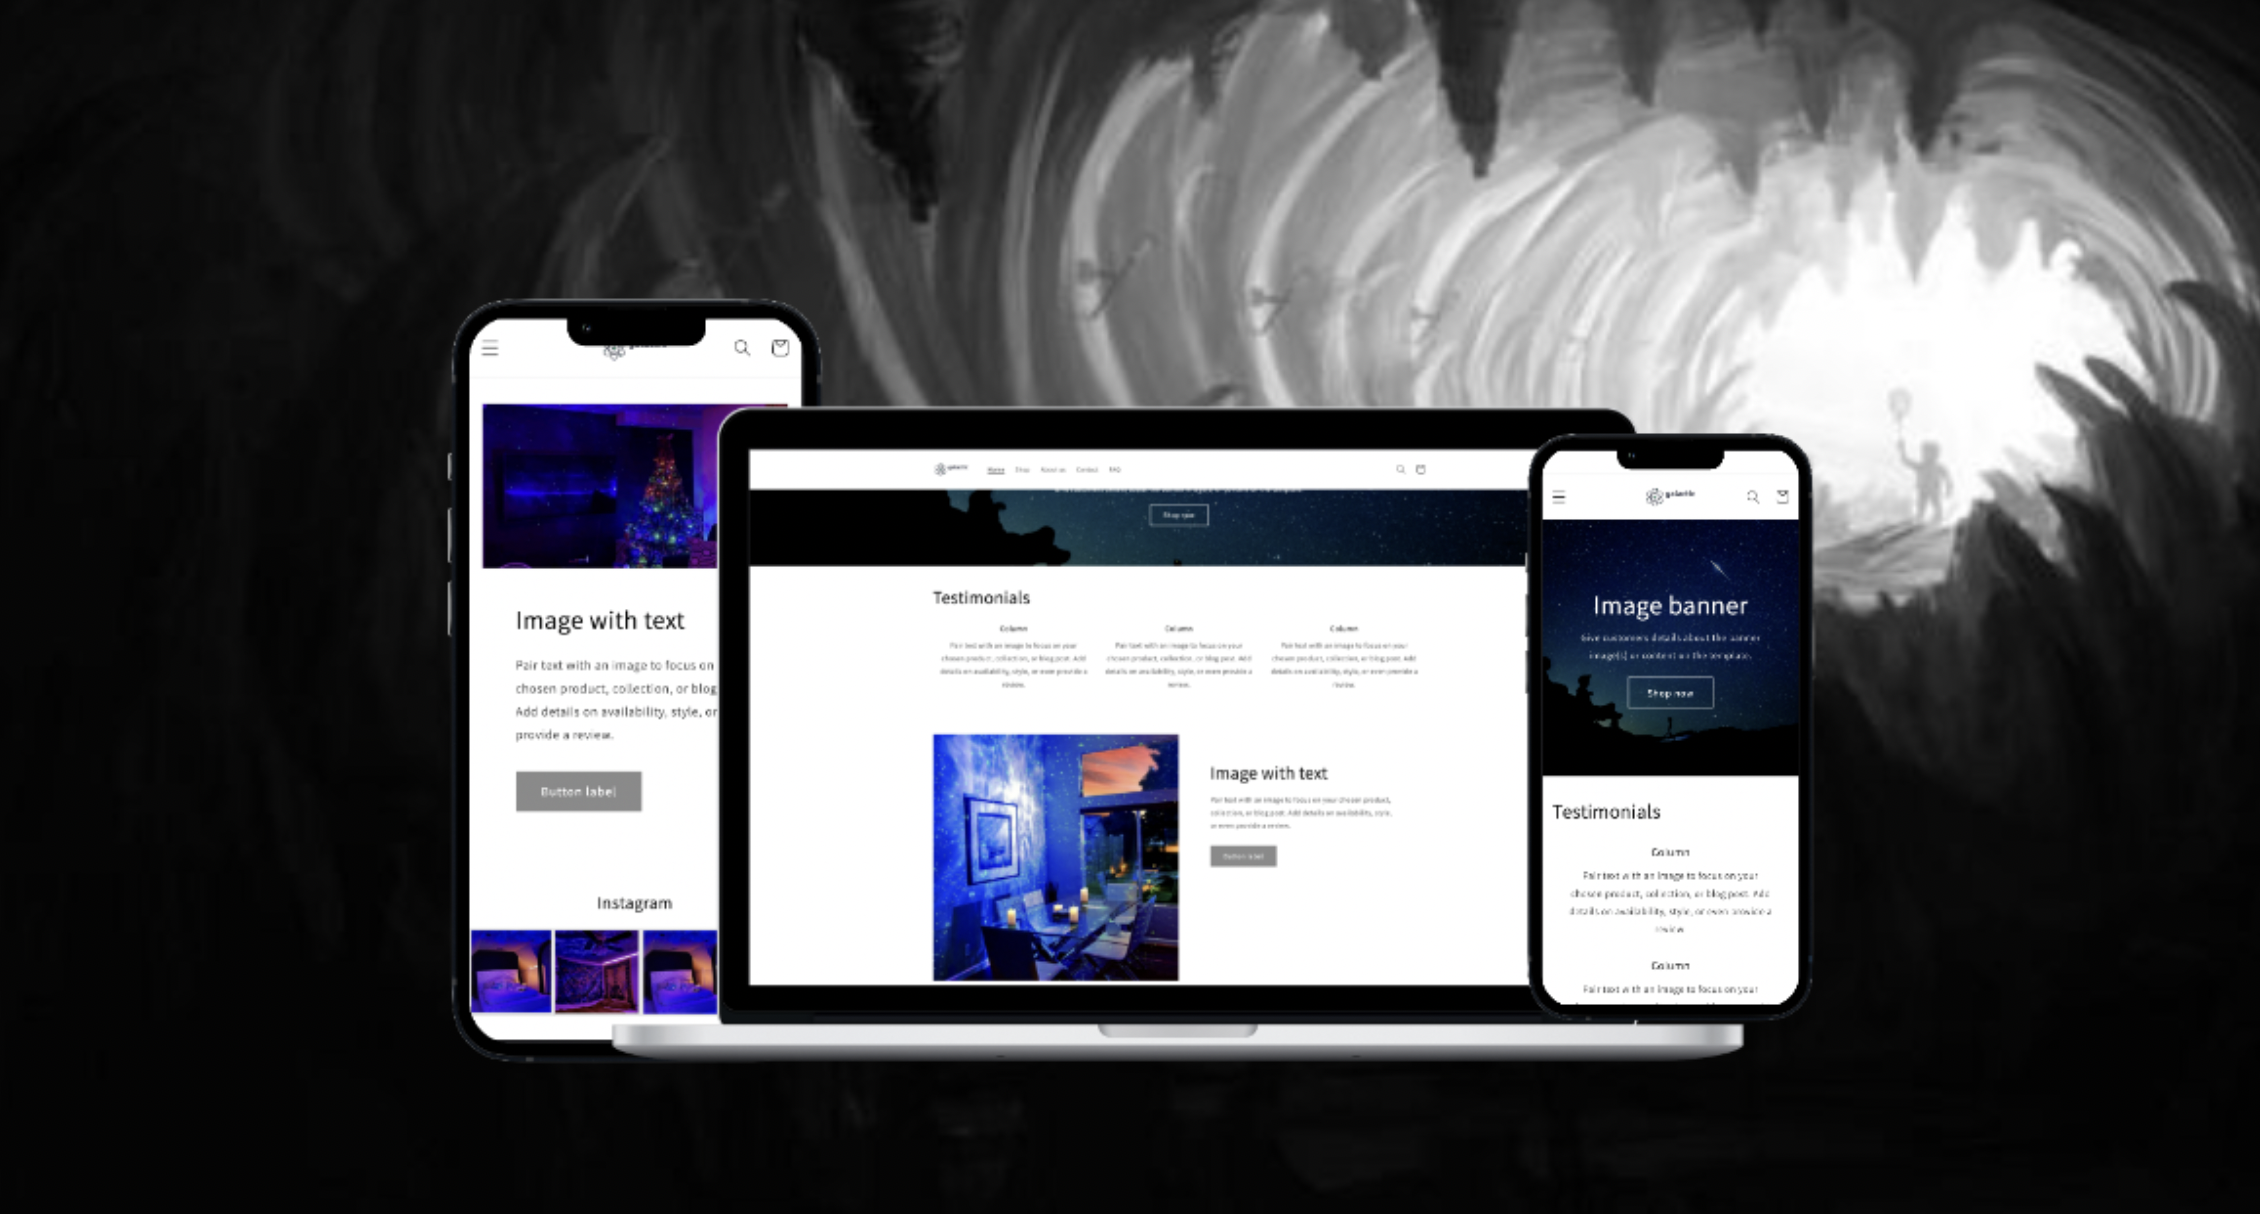 Image with text
Pair text with an image to focus on
chosen product, collection, or blog
Add details on availability, style, or
provide a review.
Button label
Instagram
galactic
Home Shop About us Contact FAQ
Shop now
Testimonials
Column
Pair text with an image to focus on your
chosen product, collection, or blog post. Add
details on availability, style, or even provide a
review.
Column
Pair text with an image to focus on your
chosen product, collection, or blog post. Add
details on availability, style, or even provide a
review.
Column
Pair text with an image to focus on your
chosen product, collection, or blog post. Add
details on availability, style, or even provide a
review.
Image with text
Pair text with an image to focus on your chosen product,
collection, or blog post. Add details on availability, style,
or even provide a review.
Button label
galactic
Image banner
Give customers details about the banner
image(s) or content on the template.
Shop now
Testimonials
Column
Pair text with an image to focus on your
chosen product, collection, or blog post. Add
details on availability, style, or even provide a
review.
Column
Pair text with an image to focus on your